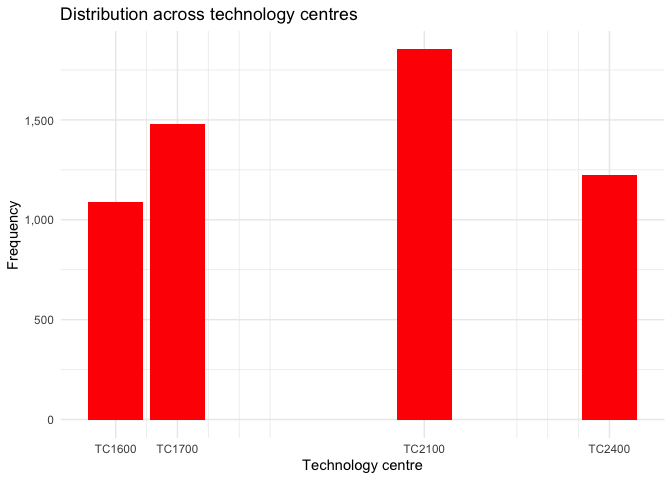 Distribution across technology centres
Frequency
1,500
1,000
500
0
TC1600 TC1700 TC2100 TC2400
Technology centre